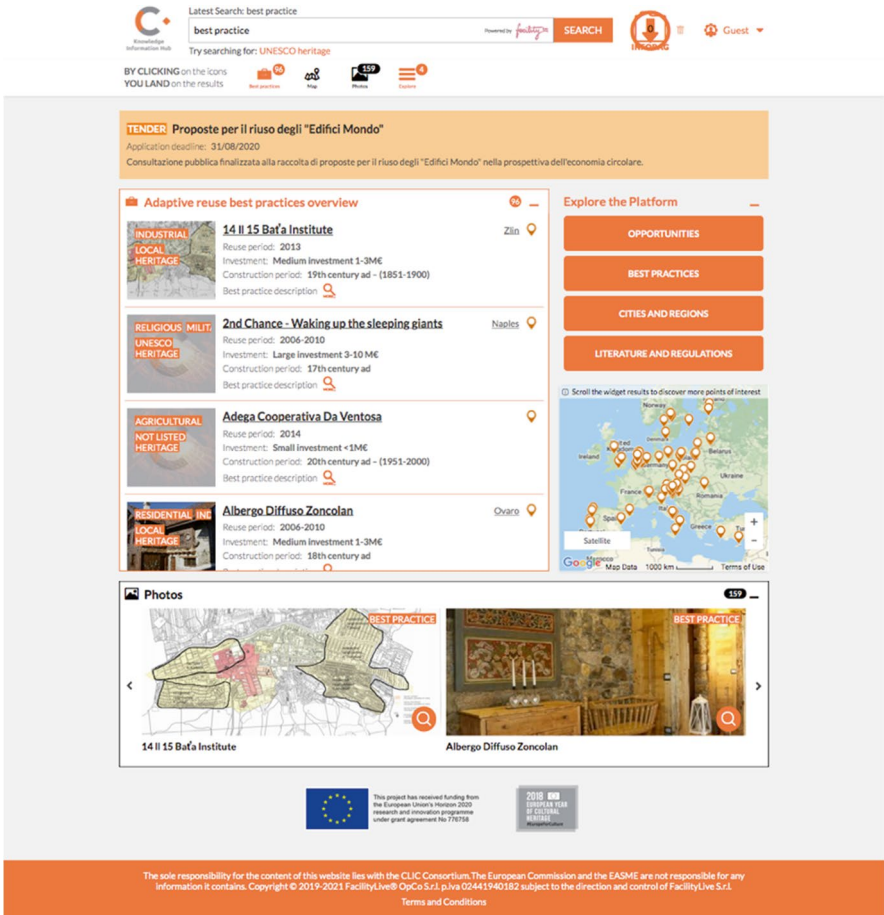 Latest Search: best practice
best practice
Powered by facility
SEARCH
0
INFOBAG
Guest
Knowledge
Information Hub
Try searching for: UNESCO heritage
BY CLICKING on the icons
YOU LAND on the results
96
Best practices
Map
159
Photos
4
Explore
TENDER Proposte per il riuso degli "Edifici Mondo"
Application deadline: 31/08/2020
Consultazione pubblica finalizzata alla raccolta di proposte per il riuso degli "Edifici Mondo" nella prospettiva dell'economia circolare.
Adaptive reuse best practices overview
96
INDUSTRIAL
LOCAL
HERITAGE
14 II 15 Baťa Institute
Zlin
Reuse period: 2013
Investment: Medium investment 1-3M€
Construction period: 19th century ad - (1851-1900)
Best practice description
RELIGIOUS MILIT
UNESCO
HERITAGE
2nd Chance - Waking up the sleeping giants
Naples
Reuse period: 2006-2010
Investment: Large investment 3-10 M€
Construction period: 17th century ad
Best practice description
AGRICULTURAL
NOT LISTED
HERITAGE
Adega Cooperativa Da Ventosa
Reuse period: 2014
Investment: Small investment <1M€
Construction period: 20th century ad - (1951-2000)
Best practice description
RESIDENTIAL IND
LOCAL
HERITAGE
Albergo Diffuso Zoncolan
Ovaro
Reuse period: 2006-2010
Investment: Medium investment 1-3M€
Construction period: 18th century ad
Explore the Platform
OPPORTUNITIES
BEST PRACTICES
CITIES AND REGIONS
LITERATURE AND REGULATIONS
Scroll the widget results to discover more points of interest
Norway
Denmark
Ireland
Belarus
Germany
Ukraine
France
Romania
Spain
Greece
Satellite
Tunisia
Morocco
+
-
Google
Map Data
1000 km
Terms of Use
Photos
159
BEST PRACTICE
BEST PRACTICE
14 II 15 Baťa Institute
Albergo Diffuso Zoncolan
This project has received funding from
the European Union's Horizon 2020
research and innovation programme
under grant agreement No 776758
2018
EUROPEAN YEAR
OF CULTURAL
HERITAGE
#EuropeForCulture
The sole responsibility for the content of this website lies with the CLIC Consortium.The European Commission and the EASME are not responsible for any
information it contains. Copyright © 2019-2021 FacilityLive® OpCo S.r.l. p.iva 02441940182 subject to the direction and control of FacilityLive S.r.l.
Terms and Conditions